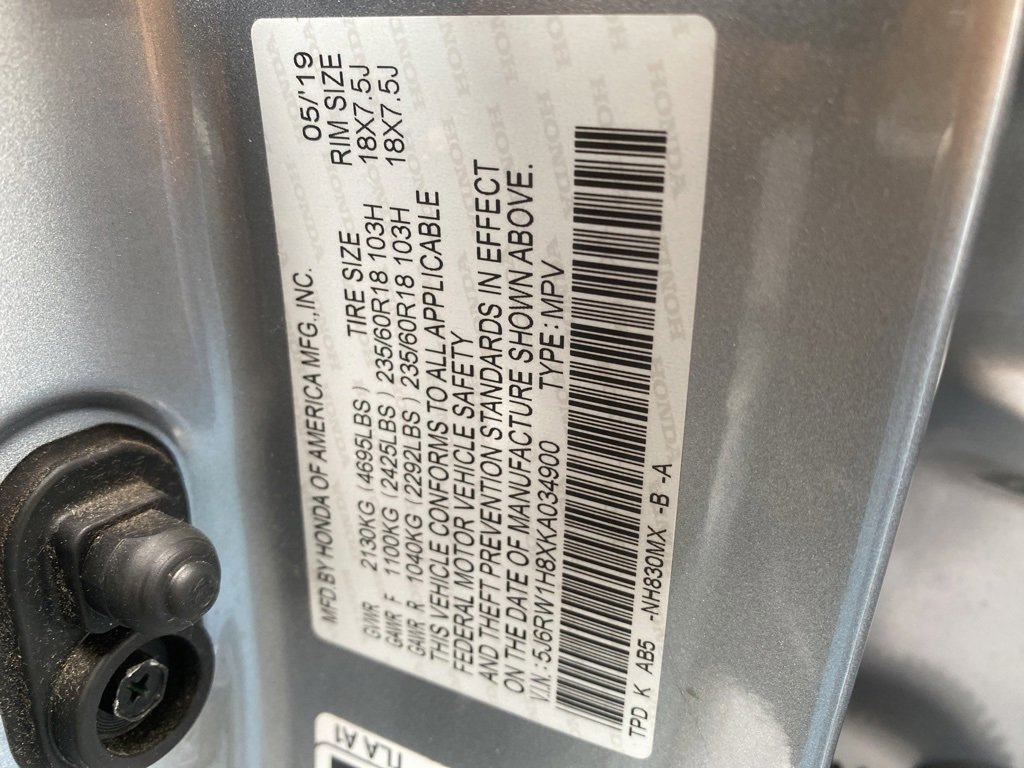 MFD BY HONDA OF AMERICA MFG.,INC. 05/'19
TIRE SIZE RIM SIZE
GVWR 2130KG (4695LBS)
GAWR F 1100KG (2425LBS) 235/60R18 103H 18X7.5J
GAWR R 1040KG (2292LBS) 235/60R18 103H 18X7.5J
THIS VEHICLE CONFORMS TO ALL APPLICABLE
FEDERAL MOTOR VEHICLE SAFETY
AND THEFT PREVENTION STANDARDS IN EFFECT
ON THE DATE OF MANUFACTURE SHOWN ABOVE.
V.I.N.: 5J6RW1H8XKA034900 TYPE: MPV
TPD K AB5 -NH830MX -B -A
HONDA